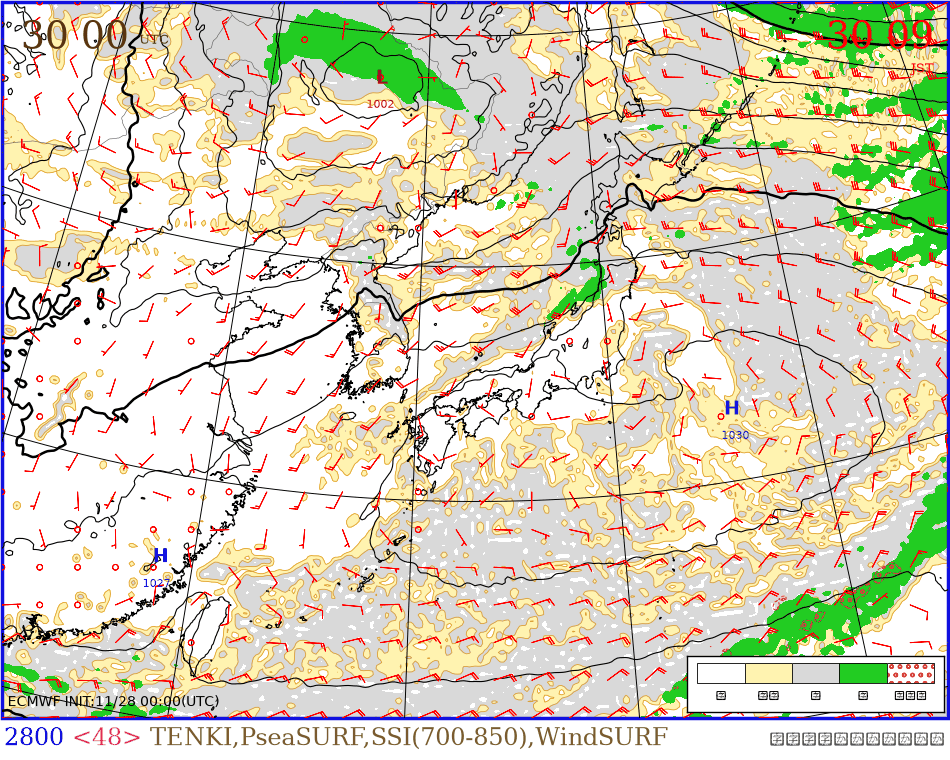 30 00 UTC
30 09
JST
L
1002
H
1030
H
1027
ECMWF INIT:11/28 00:00(UTC)
2800 <48> TENKI,PseaSURF,SSI(700-850),WindSURF